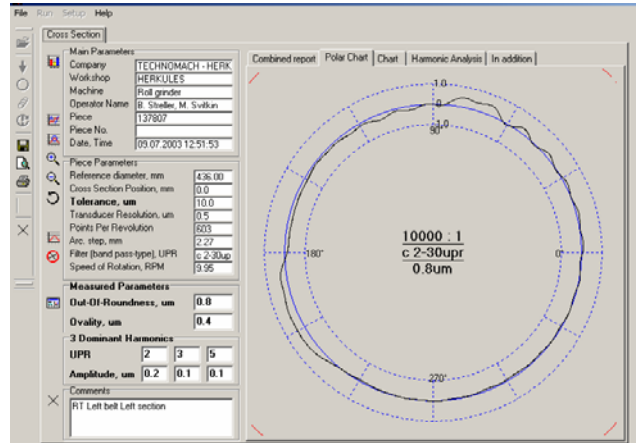 File Run Setup Help
Cross Section
Main Parameters
Company TECHNOMACH - HERK
Workshop HERKULES
Machine Roll grinder
Operator Name B. Streller, M. Svitkin
Piece 137807
Piece No.
Date, Time 09.07.2003 12:51:53
Piece Parameters
Reference diameter, mm 436.00
Cross Section Position, mm 0.0
Tolerance, um 10.0
Transducer Resolution, um 0.5
Points Per Revolution 603
Arc. step, mm 2.27
Filter (band pass-type), UPR c 2-30up
Speed of Rotation, RPM 9.95
Measured Parameters
Out-Of-Roundness, um 0.8
Ovality, um 0.4
3 Dominant Harmonics
UPR 2 3 5
Amplitude, um 0.2 0.1 0.1
Comments
RT Left belt Left section
Combined report Polar Chart Chart Harmonic Analysis In addition
1.0
0
-1.0
90°
10000 : 1
c 2-30upr
0.8um
180°
0°
270°